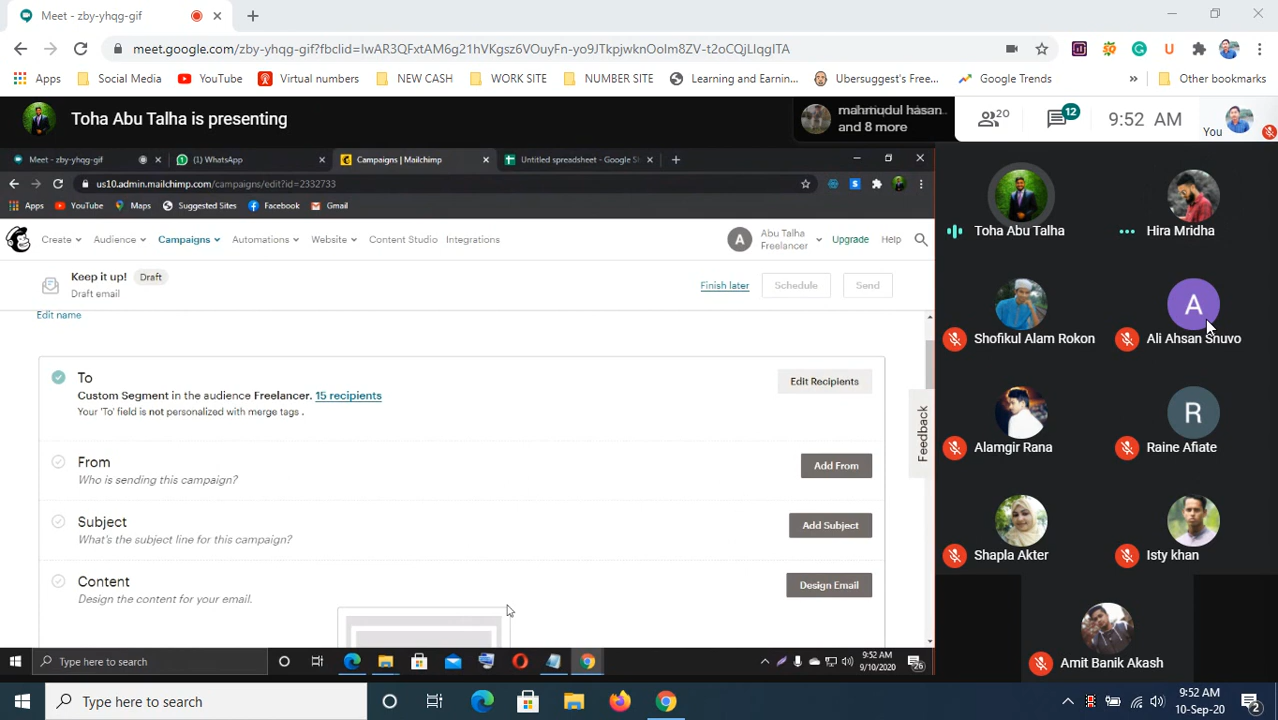 Meet - zby-yhqg-gif
meet.google.com/zby-yhqg-gif?fbclid=IwAR3QFxtAM6g21hVKgsz6VOuyFn-yo9JTkpjwknOolm8ZV-t2oCQJIqgITA
Apps Social Media YouTube Virtual numbers NEW CASH WORK SITE NUMBER SITE Learning and Earnin... Ubersuggest's Free... Google Trends » Other bookmarks
Toha Abu Talha is presenting
mahmudul hasan...
and 8 more
20
12
9:52 AM
You
Meet - zby-yhqg-gif
(1) WhatsApp
Campaigns | Mailchimp
Untitled spreadsheet - Google Sh
us10.admin.mailchimp.com/campaigns/edit?id=2332733
Apps YouTube Maps Suggested Sites Facebook Gmail
Create Audience Campaigns Automations Website Content Studio Integrations
A
Abu Talha
Freelancer
Upgrade Help
Keep it up! Draft
Draft email
Finish later Schedule Send
Edit name
To
Custom Segment in the audience Freelancer. 15 recipients
Your 'To' field is not personalized with merge tags .
Edit Recipients
From
Who is sending this campaign?
Add From
Subject
What's the subject line for this campaign?
Add Subject
Content
Design the content for your email.
Design Email
Feedback
Type here to search
9:52 AM
9/10/2020
26
Toha Abu Talha
Hira Mridha
Shofikul Alam Rokon
A
Ali Ahsan Shuvo
Alamgir Rana
R
Raine Afiate
Shapla Akter
Isty khan
Amit Banik Akash
Type here to search
9:52 AM
10-Sep-20
2